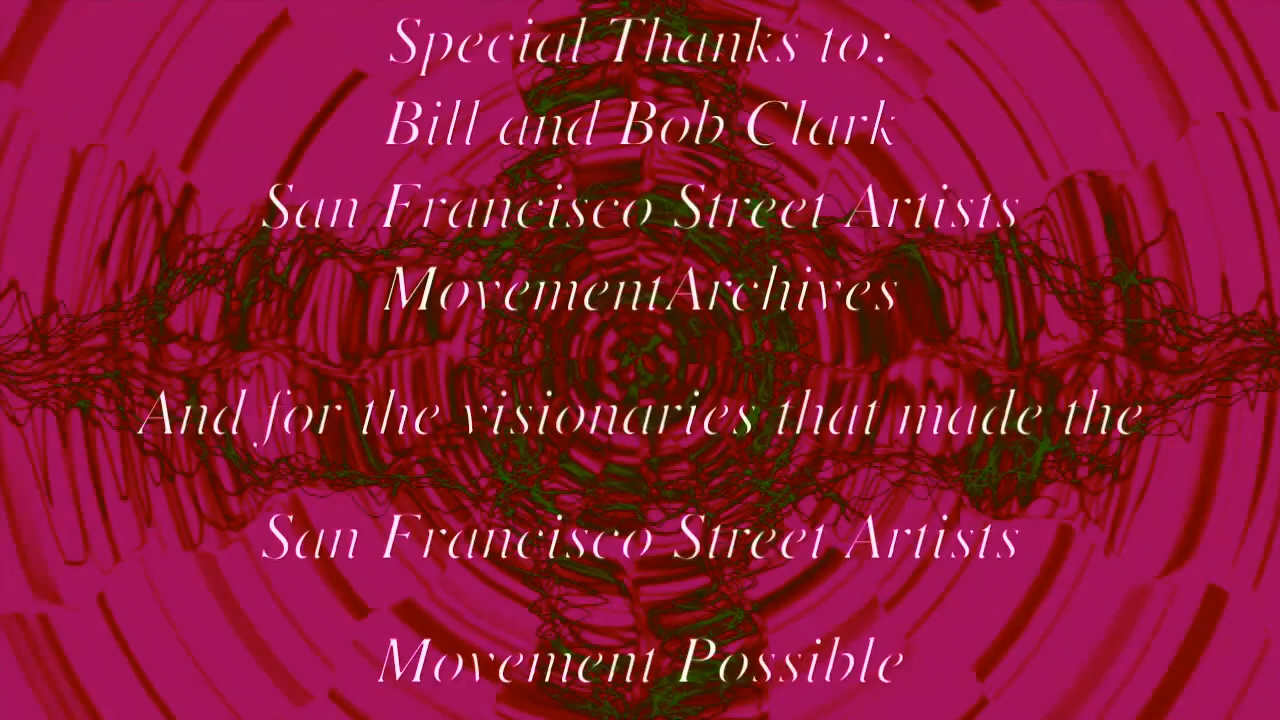 Special Thanks to:
Bill and Bob Clark
San Francisco Street Artists
MovementArchives
And for the visionaries that made the
San Francisco Street Artists
Movement Possible